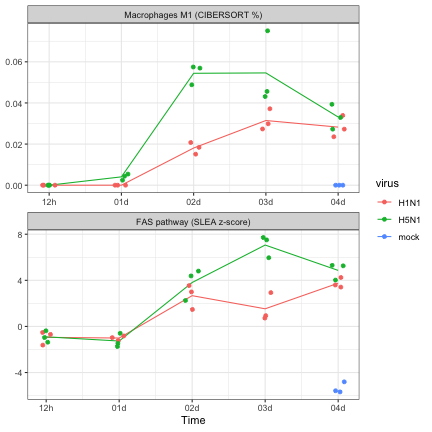 Macrophages M1 (CIBERSORT %)
0.06
0.04
0.02
0.00
12h 01d 02d 03d 04d
FAS pathway (SLEA z-score)
8
4
0
-4
12h 01d 02d 03d 04d
Time
virus
H1N1
H5N1
mock